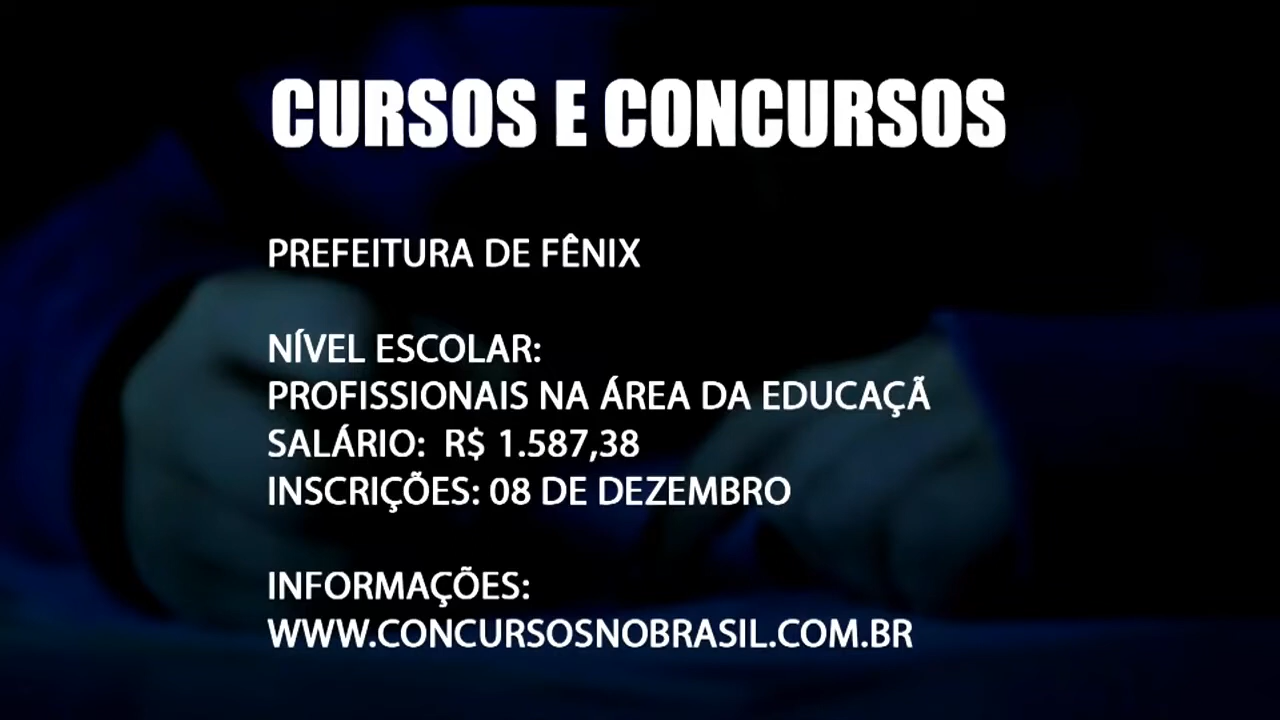 CURSOS E CONCURSOS
PREFEITURA DE FÊNIX
NÍVEL ESCOLAR:
PROFISSIONAIS NA ÁREA DA EDUCAÇÃ
SALÁRIO: R$ 1.587,38
INSCRIÇÕES: 08 DE DEZEMBRO
INFORMAÇÕES:
WWW.CONCURSOSNOBRASIL.COM.BR